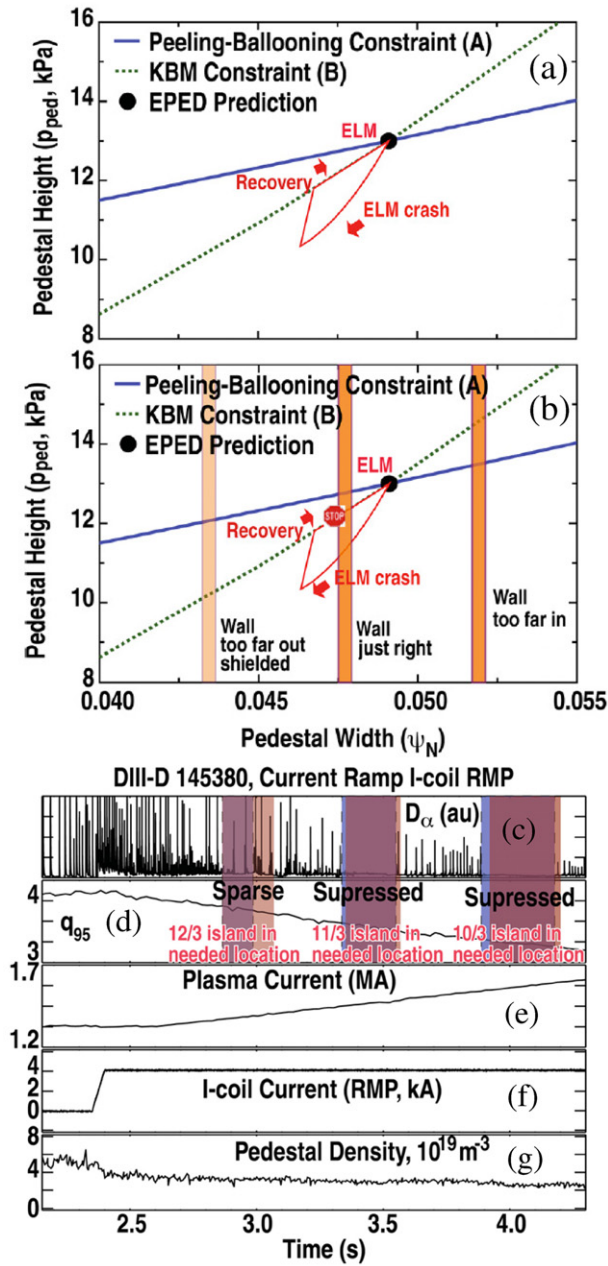 16
Peeling-Ballooning Constraint (A)
(a)
KBM Constraint (B)
14
EPED Prediction
ELM
12
Recovery
ELM crash
10
8
Pedestal Height (pped, kPa)
16
Peeling-Ballooning Constraint (A)
(b)
KBM Constraint (B)
14
EPED Prediction
ELM
STOP
12
Recovery
ELM crash
10
Wall
too far out
shielded
Wall
just right
Wall
too far in
8
Pedestal Height (pped, kPa)
0.040 0.045 0.050 0.055
Pedestal Width (ψN)
DIII-D 145380, Current Ramp I-coil RMP
Dα (au)
(c)
Sparse Supressed Supressed
4
q95 (d)
12/3 island in
needed location
11/3 island in
needed location
10/3 island in
needed location
3
1.7
Plasma Current (MA)
(e)
1.2
4
2
I-coil Current (RMP, kA)
(f)
0
8
Pedestal Density, 10^19 m^-3
(g)
4
0
2.5 3.0 3.5 4.0
Time (s)